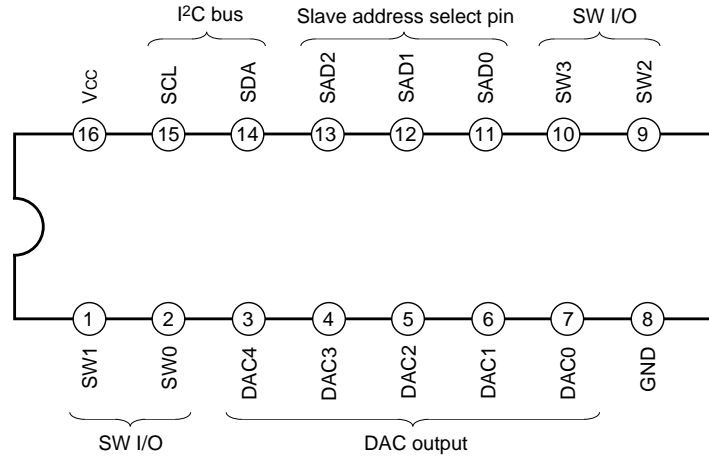 I²C bus
Slave address select pin
SW I/O
VCC
SCL
SDA
SAD2
SAD1
SAD0
SW3
SW2
16
15
14
13
12
11
10
9
1
2
3
4
5
6
7
8
SW1
SW0
DAC4
DAC3
DAC2
DAC1
DAC0
GND
SW I/O
DAC output